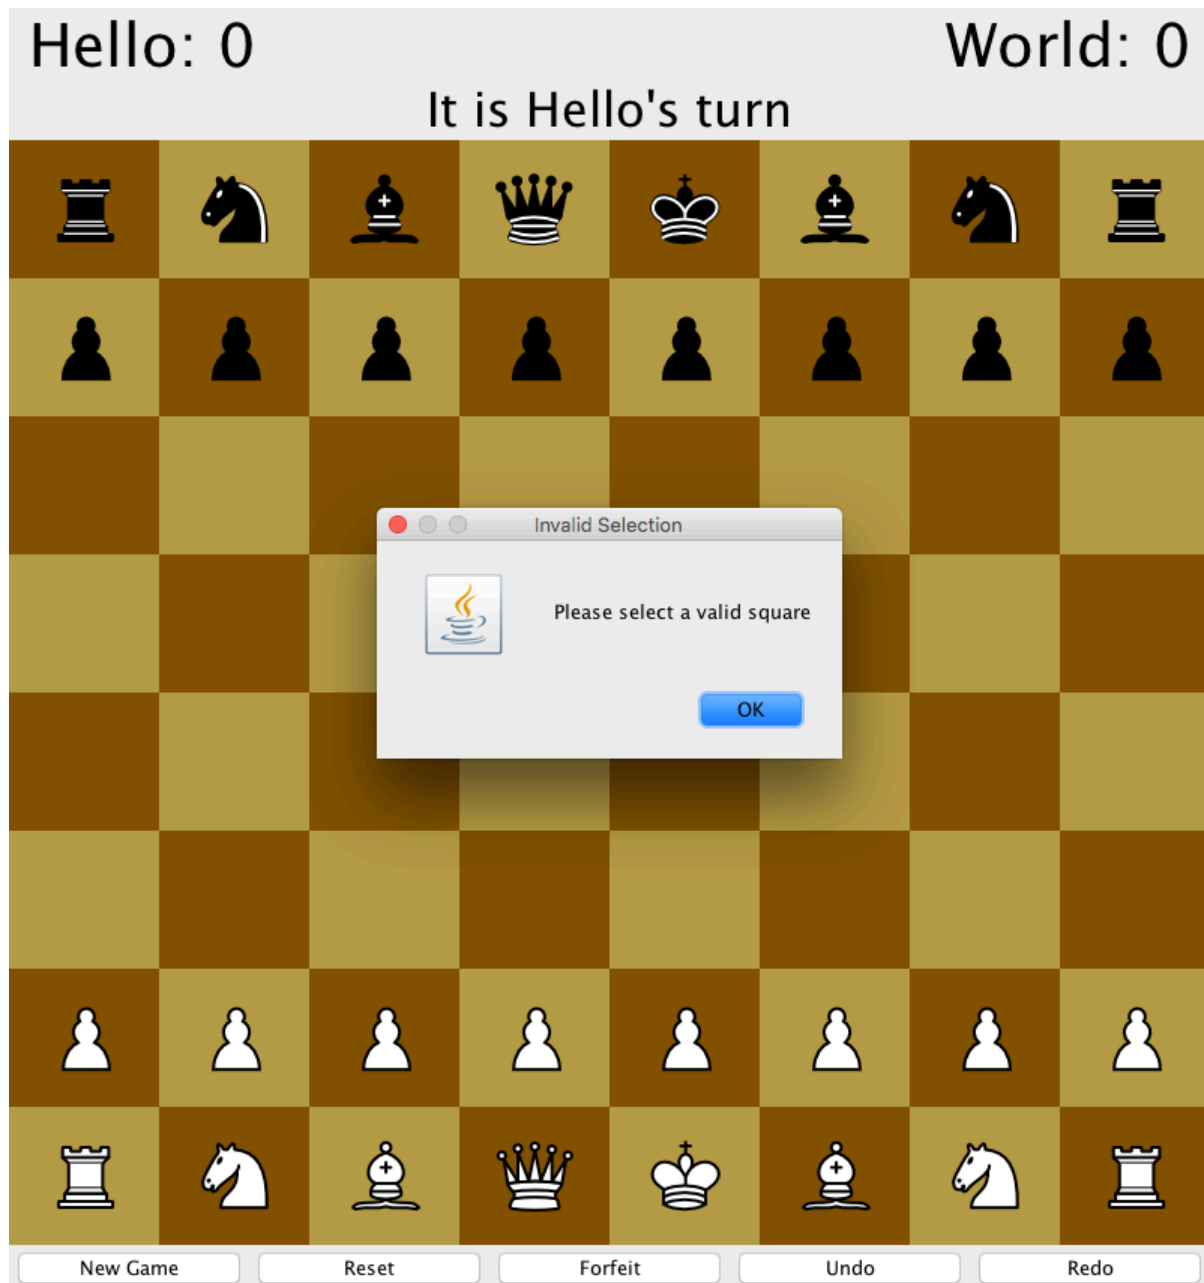 Hello: 0 World: 0
It is Hello's turn
Invalid Selection
Please select a valid square
OK
New Game Reset Forfeit Undo Redo